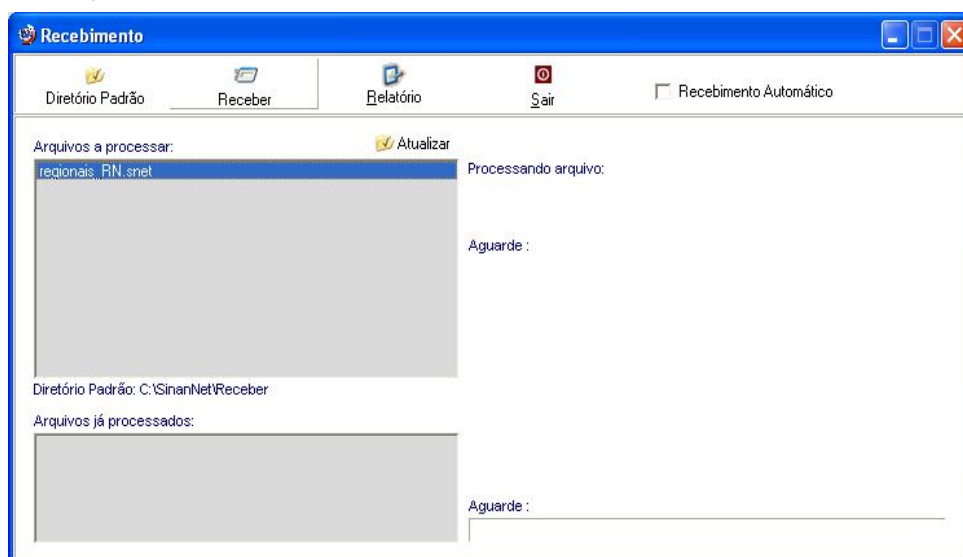 Recebimento
Diretório Padrão Receber Relatório Sair Recebimento Automático
Arquivos a processar: Atualizar
regionais_RN.snet
Processando arquivo:
Aguarde :
Diretório Padrão: C:\SinanNet\Receber
Arquivos já processados:
Aguarde :